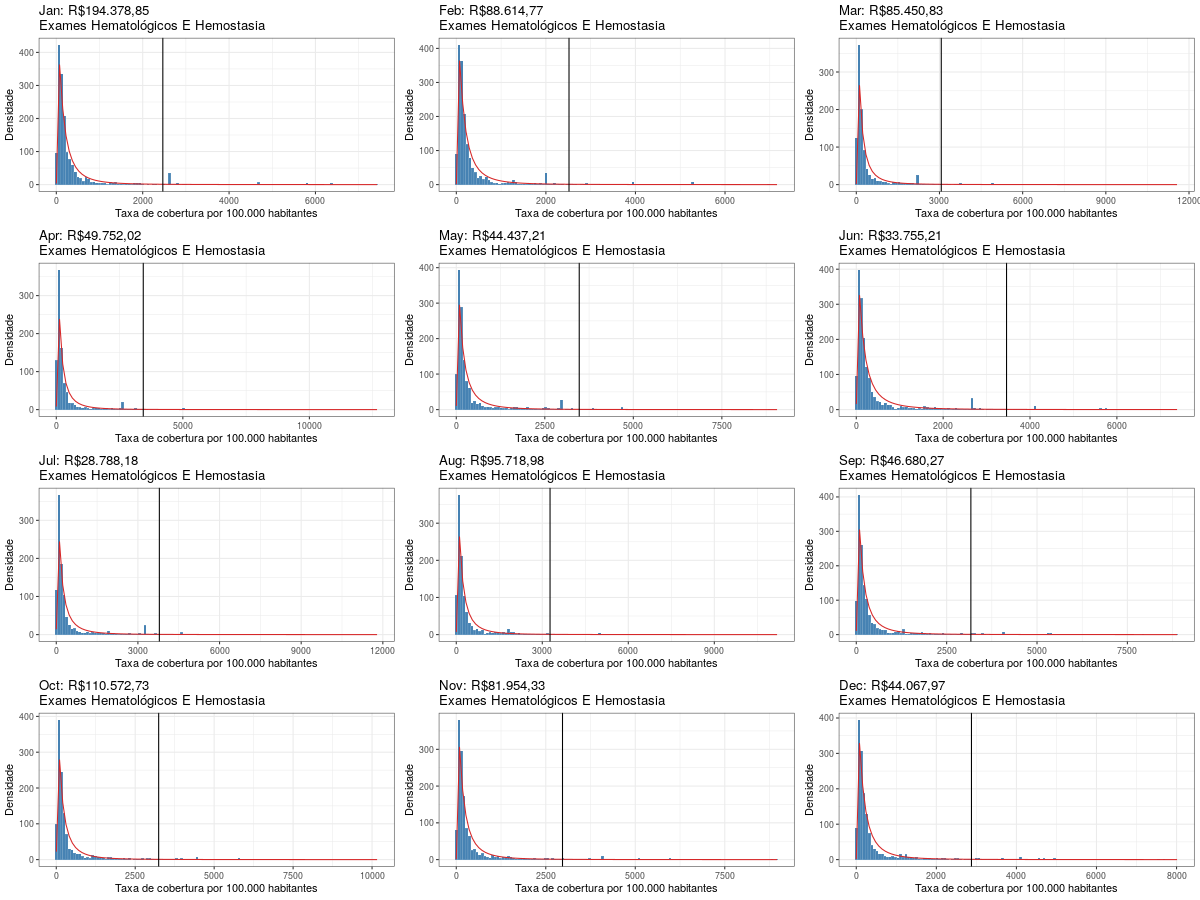 Jan: R$194.378,85
Exames Hematológicos E Hemostasia
Densidade
400
300
200
100
0
0
2000
4000
6000
Taxa de cobertura por 100.000 habitantes
Feb: R$88.614,77
Exames Hematológicos E Hemostasia
Densidade
400
300
200
100
0
0
2000
4000
6000
Taxa de cobertura por 100.000 habitantes
Mar: R$85.450,83
Exames Hematológicos E Hemostasia
Densidade
300
200
100
0
0
3000
6000
9000
12000
Taxa de cobertura por 100.000 habitantes
Apr: R$49.752,02
Exames Hematológicos E Hemostasia
Densidade
300
200
100
0
0
5000
10000
Taxa de cobertura por 100.000 habitantes
May: R$44.437,21
Exames Hematológicos E Hemostasia
Densidade
400
300
200
100
0
0
2500
5000
7500
Taxa de cobertura por 100.000 habitantes
Jun: R$33.755,21
Exames Hematológicos E Hemostasia
Densidade
400
300
200
100
0
0
2000
4000
6000
Taxa de cobertura por 100.000 habitantes
Jul: R$28.788,18
Exames Hematológicos E Hemostasia
Densidade
300
200
100
0
0
3000
6000
9000
12000
Taxa de cobertura por 100.000 habitantes
Aug: R$95.718,98
Exames Hematológicos E Hemostasia
Densidade
300
200
100
0
0
3000
6000
9000
Taxa de cobertura por 100.000 habitantes
Sep: R$46.680,27
Exames Hematológicos E Hemostasia
Densidade
400
300
200
100
0
0
2500
5000
7500
Taxa de cobertura por 100.000 habitantes
Oct: R$110.572,73
Exames Hematológicos E Hemostasia
Densidade
400
300
200
100
0
0
2500
5000
7500
10000
Taxa de cobertura por 100.000 habitantes
Nov: R$81.954,33
Exames Hematológicos E Hemostasia
Densidade
300
200
100
0
0
2500
5000
7500
Taxa de cobertura por 100.000 habitantes
Dec: R$44.067,97
Exames Hematológicos E Hemostasia
Densidade
400
300
200
100
0
0
2000
4000
6000
8000
Taxa de cobertura por 100.000 habitantes